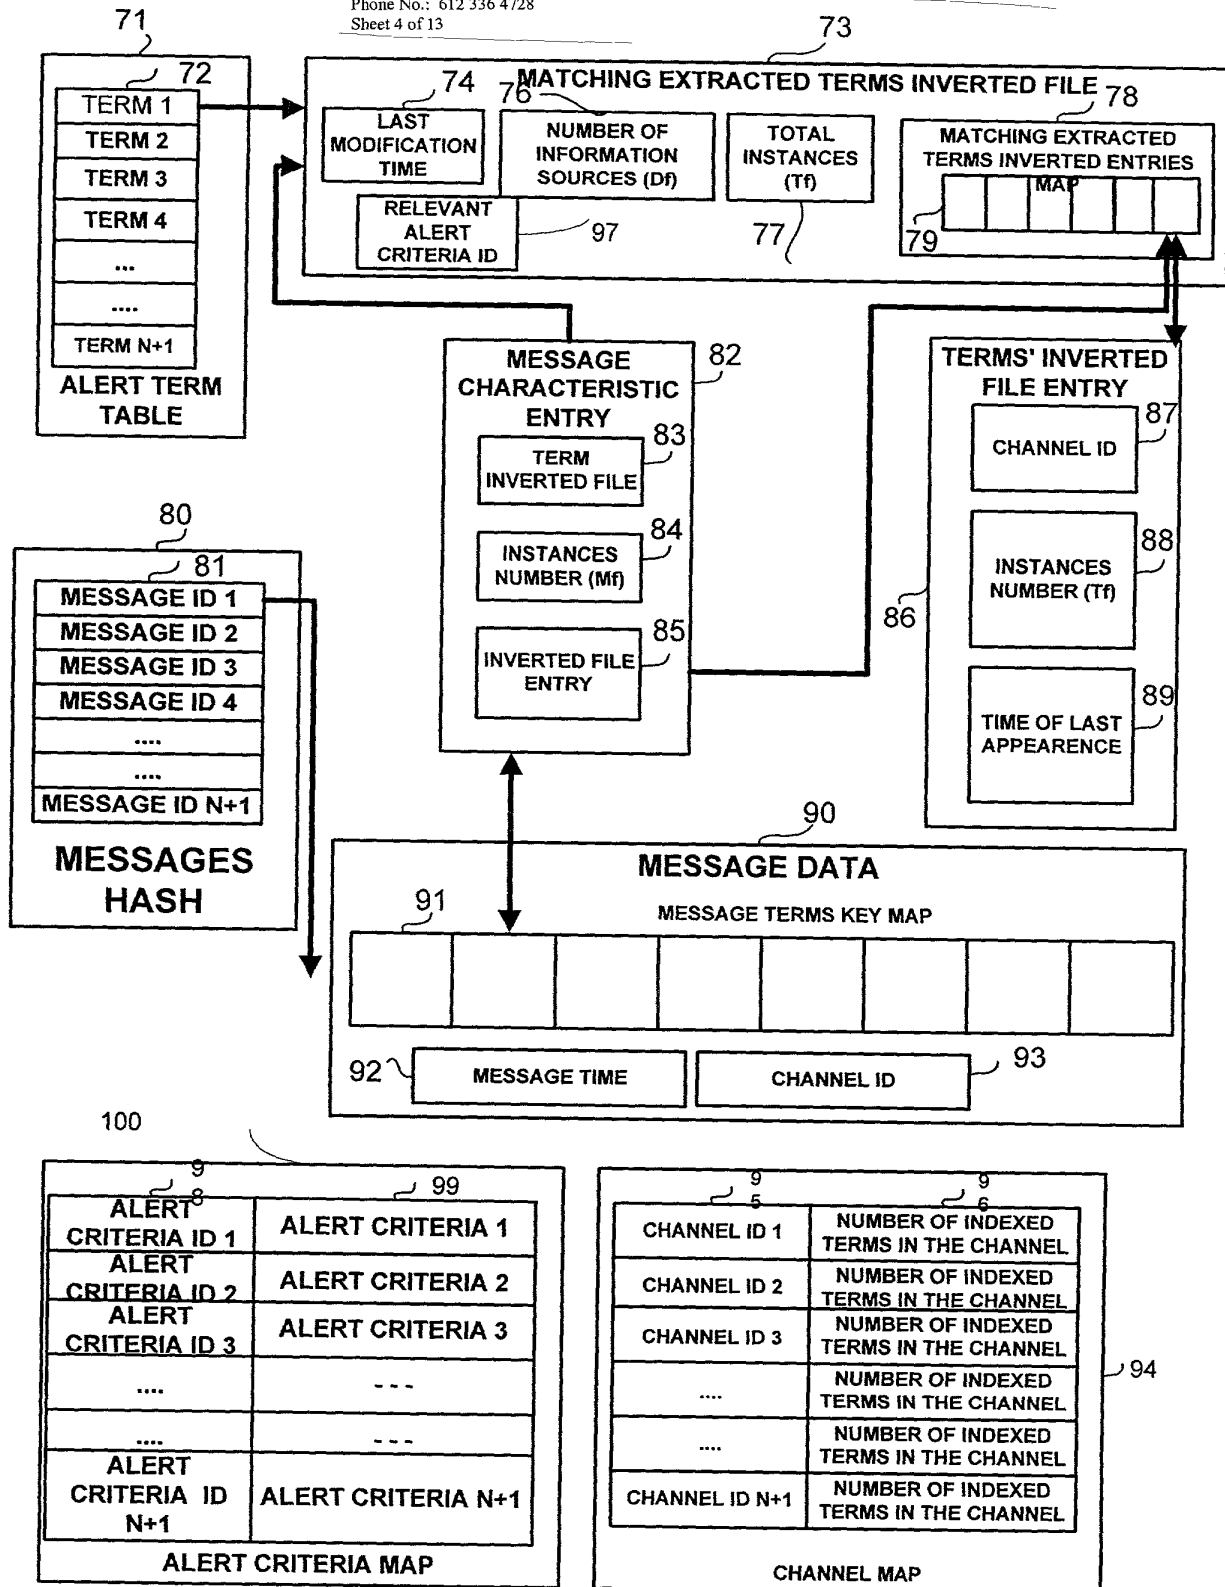 Phone No.: 612 336 4728
Sheet 4 of 13
71
72
TERM 1
TERM 2
TERM 3
TERM 4
...
....
TERM N+1
ALERT TERM
TABLE
73
MATCHING EXTRACTED TERMS INVERTED FILE
74
LAST
MODIFICATION
TIME
76
NUMBER OF
INFORMATION
SOURCES (Df)
TOTAL
INSTANCES
(Tf)
77
78
MATCHING EXTRACTED
TERMS INVERTED ENTRIES
MAP
79
RELEVANT
ALERT
CRITERIA ID
97
MESSAGE
CHARACTERISTIC
ENTRY
82
83
TERM
INVERTED FILE
84
INSTANCES
NUMBER (Mf)
85
INVERTED FILE
ENTRY
TERMS' INVERTED
FILE ENTRY
87
CHANNEL ID
88
INSTANCES
NUMBER (Tf)
86
89
TIME OF LAST
APPEARENCE
80
81
MESSAGE ID 1
MESSAGE ID 2
MESSAGE ID 3
MESSAGE ID 4
....
....
MESSAGE ID N+1
MESSAGES
HASH
90
MESSAGE DATA
MESSAGE TERMS KEY MAP
91
92
MESSAGE TIME
CHANNEL ID
93
100
98
99
ALERT
CRITERIA ID 1
ALERT CRITERIA 1
ALERT
CRITERIA ID 2
ALERT CRITERIA 2
ALERT
CRITERIA ID 3
ALERT CRITERIA 3
....
---
....
---
ALERT
CRITERIA ID
N+1
ALERT CRITERIA N+1
ALERT CRITERIA MAP
95
96
CHANNEL ID 1
NUMBER OF INDEXED
TERMS IN THE CHANNEL
CHANNEL ID 2
NUMBER OF INDEXED
TERMS IN THE CHANNEL
CHANNEL ID 3
NUMBER OF INDEXED
TERMS IN THE CHANNEL
....
NUMBER OF INDEXED
TERMS IN THE CHANNEL
....
NUMBER OF INDEXED
TERMS IN THE CHANNEL
CHANNEL ID N+1
NUMBER OF INDEXED
TERMS IN THE CHANNEL
94
CHANNEL MAP